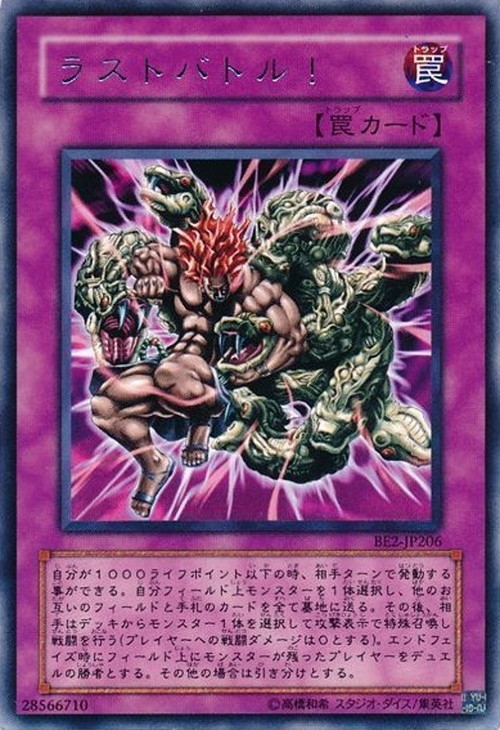 ラストバトル！
トラップ
罠
トラップ
【罠カード】
BE2-JP206
自分が１０００ライフポイント以下の時、相手ターンで発動する
事ができる。自分フィールド上モンスターを１体選択し、他のお
互いのフィールドと手札のカードを全て墓地に送る。その後、相
手はデッキからモンスター１体を選択して攻撃表示で特殊召喚し
戦闘を行う（プレイヤーへの戦闘ダメージは０とする）。エンドフ
ェイズ時にフィールド上にモンスターが残ったプレイヤーをデュエ
ルの勝者とする。その他の場合は引き分けとする。
28566710
©高橋和希 スタジオ・ダイス/集英社